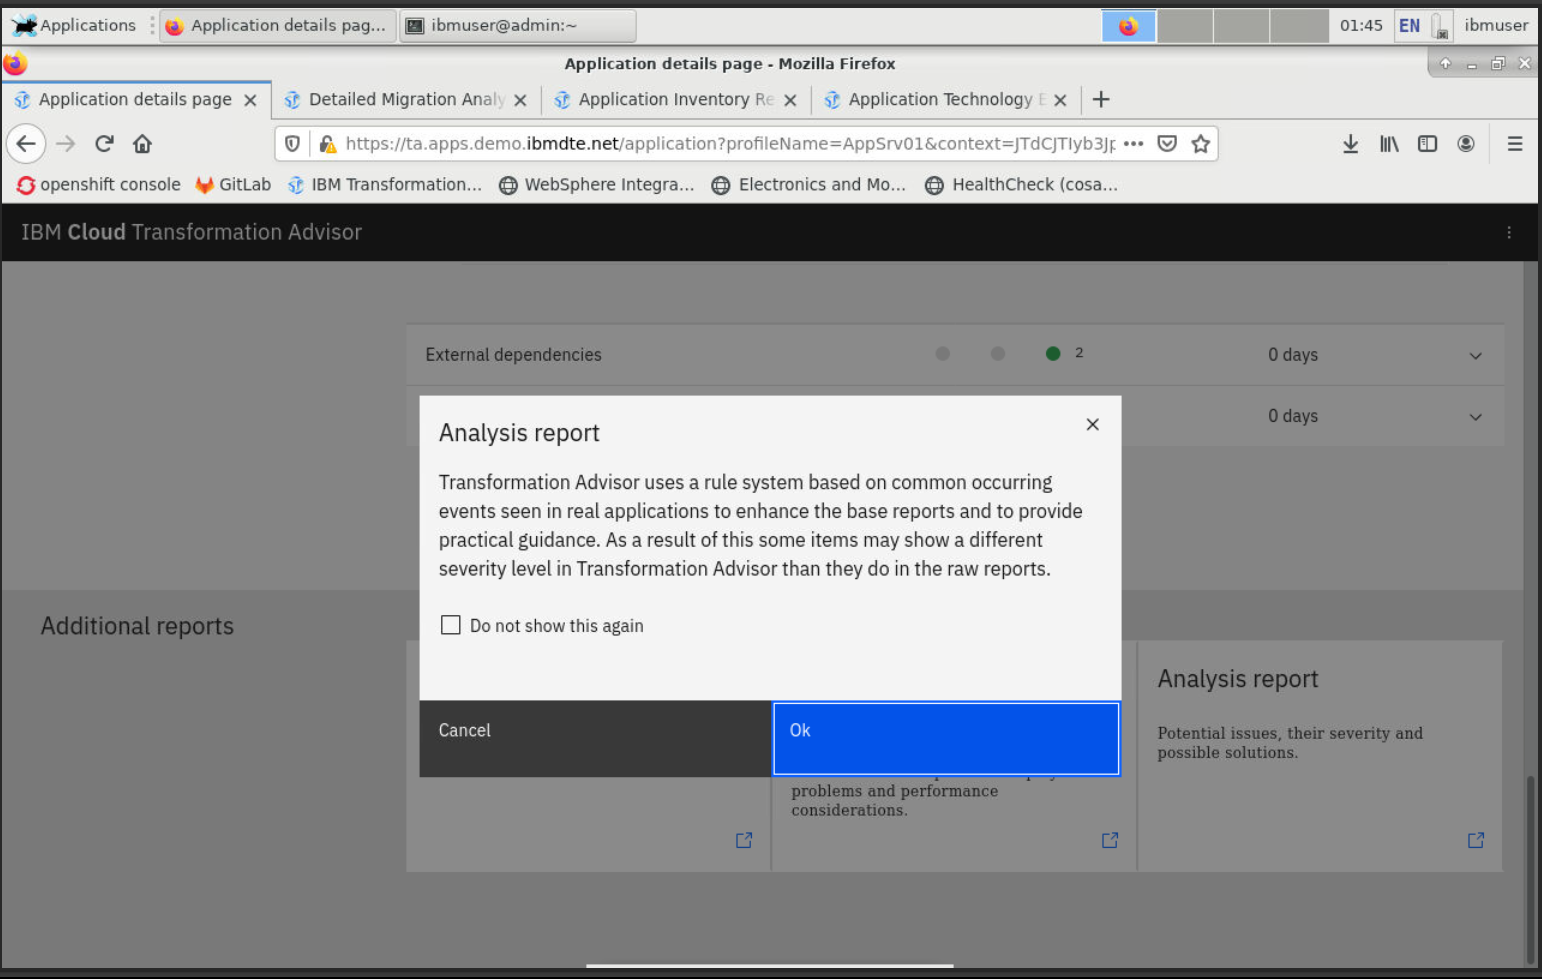 Applications
Application details pag...
ibmuser@admin:~
01:45
EN
ibmuser
Application details page - Mozilla Firefox
Application details page
Detailed Migration Analy
Application Inventory Re
Application Technology E
https://ta.apps.demo.ibmdte.net/application?profileName=AppSrv01&context=JTdCJTIyb3Jp
openshift console
GitLab
IBM Transformation...
WebSphere Integra...
Electronics and Mo...
HealthCheck (cosa...
IBM Cloud Transformation Advisor
External dependencies
2
0 days
0 days
Analysis report
Transformation Advisor uses a rule system based on common occurring
events seen in real applications to enhance the base reports and to provide
practical guidance. As a result of this some items may show a different
severity level in Transformation Advisor than they do in the raw reports.
Do not show this again
Cancel
Ok
Additional reports
problems and performance
considerations.
Analysis report
Potential issues, their severity and
possible solutions.